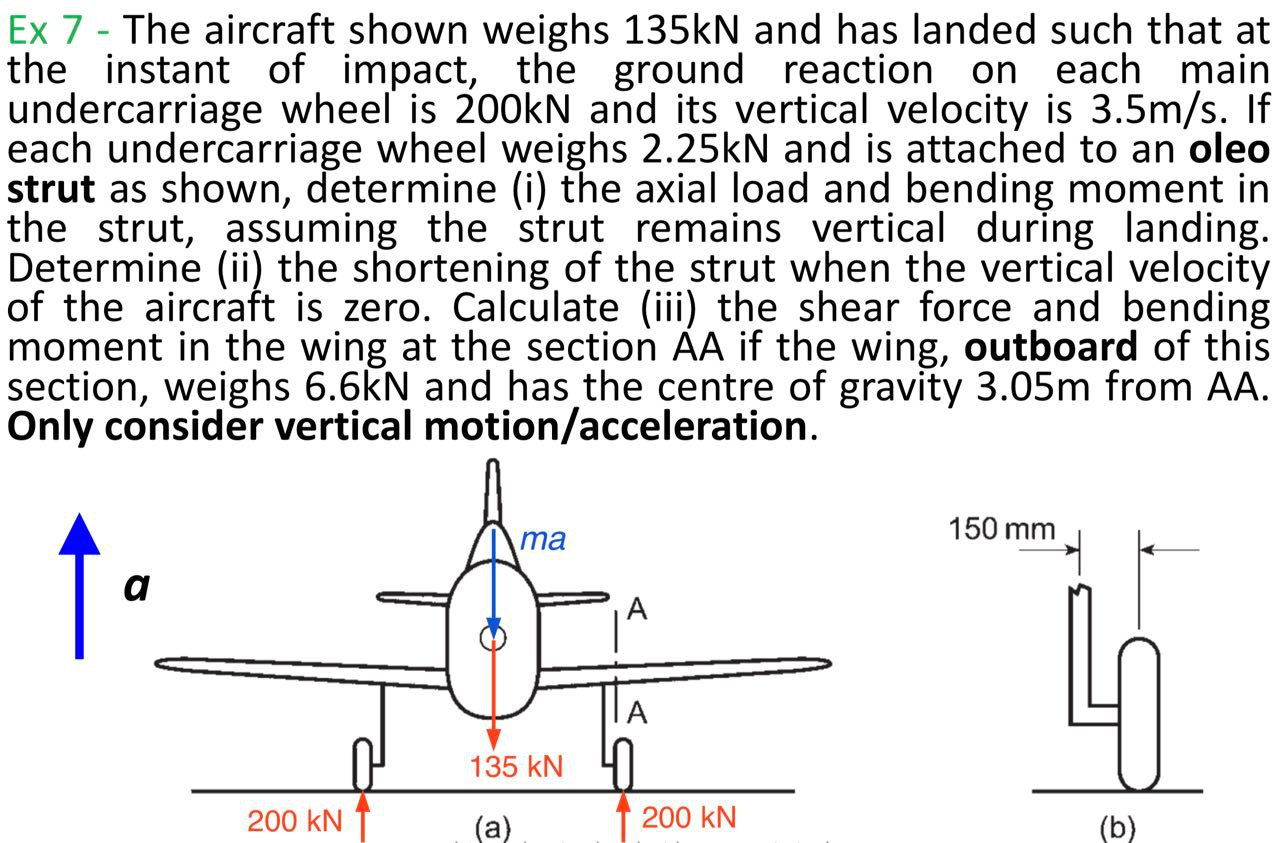 Ex 7 - The aircraft shown weighs 135kN and has landed such that at
the instant of impact, the ground reaction on each main
undercarriage wheel is 200kN and its vertical velocity is 3.5m/s. If
each undercarriage wheel weighs 2.25kN and is attached to an oleo
strut as shown, determine (i) the axial load and bending moment in
the strut, assuming the strut remains vertical during landing.
Determine (ii) the shortening of the strut when the vertical velocity
of the aircraft is zero. Calculate (iii) the shear force and bending
moment in the wing at the section AA if the wing, outboard of this
section, weighs 6.6kN and has the centre of gravity 3.05m from AA.
Only consider vertical motion/acceleration.
ma
150 mm
a
A
A
135 kN
200 kN
200 kN
(a)
(b)